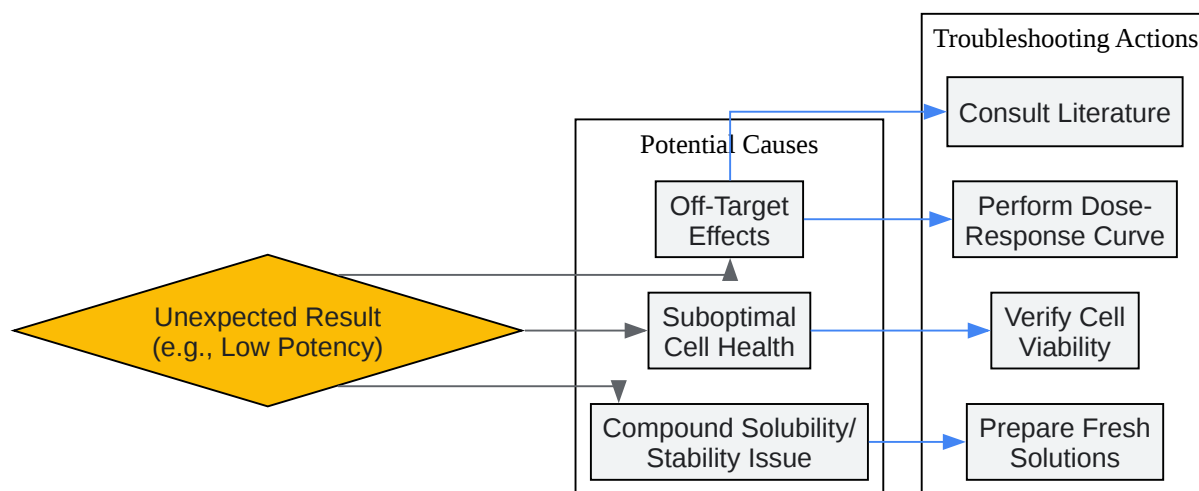 Troubleshooting Actions
Consult Literature
Potential Causes
Off-Target
Effects
Perform Dose-
Response Curve
Unexpected Result
(e.g., Low Potency)
Suboptimal
Cell Health
Verify Cell
Viability
Compound Solubility/
Stability Issue
Prepare Fresh
Solutions